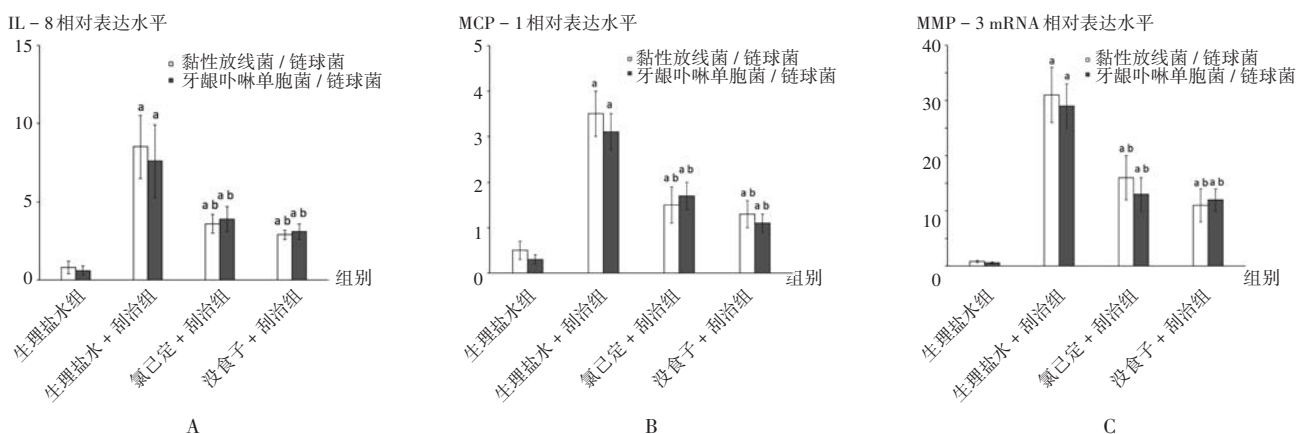 IL－8相对表达水平
15
10
5
0
黏性放线菌/链球菌
牙龈卟啉单胞菌/链球菌
a a
a b a b
a b a b
组别
生理盐水组
生理盐水+刮治组
氯己定+刮治组
没食子+刮治组
A
MCP－1相对表达水平
5
4
3
2
1
0
黏性放线菌/链球菌
牙龈卟啉单胞菌/链球菌
a a
a b a b
a b a b
组别
生理盐水组
生理盐水+刮治组
氯己定+刮治组
没食子+刮治组
B
MMP－3 mRNA相对表达水平
40
30
20
10
0
黏性放线菌/链球菌
牙龈卟啉单胞菌/链球菌
a a
a b a b
a b a b
组别
生理盐水组
生理盐水+刮治组
氯己定+刮治组
没食子+刮治组
C